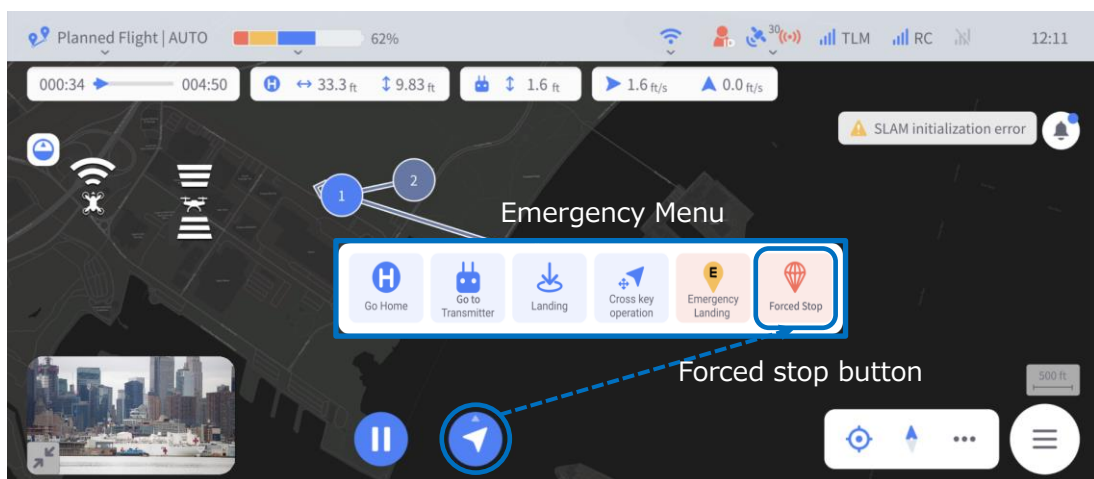 Planned Flight | AUTO
62%
30
TLM
RC
12:11
000:34
004:50
H
33.3 ft
9.83 ft
1.6 ft
1.6 ft/s
0.0 ft/s
SLAM initialization error
1
2
Emergency Menu
H
Go Home
Go to
Transmitter
Landing
Cross key
operation
E
Emergency
Landing
Forced Stop
Forced stop button
500 ft